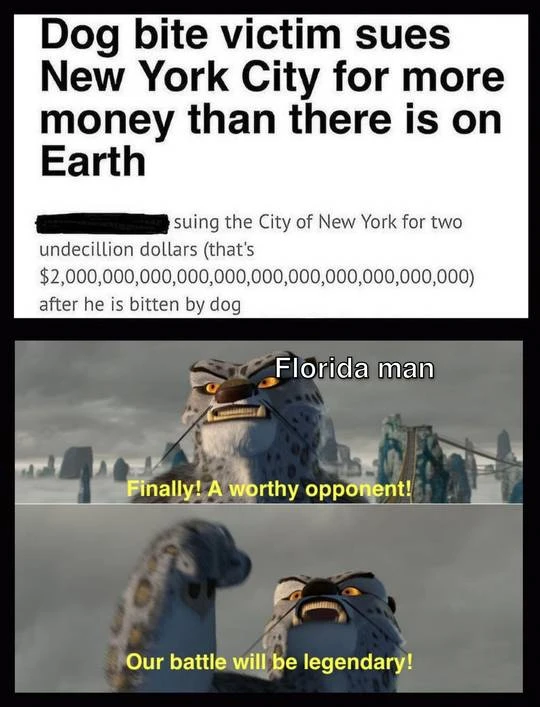 Dog bite victim sues
New York City for more
money than there is on
Earth
suing the City of New York for two
undecillion dollars (that's
$2,000,000,000,000,000,000,000,000,000,000,000,000)
after he is bitten by dog
Florida man
Finally! A worthy opponent!
Our battle will be legendary!